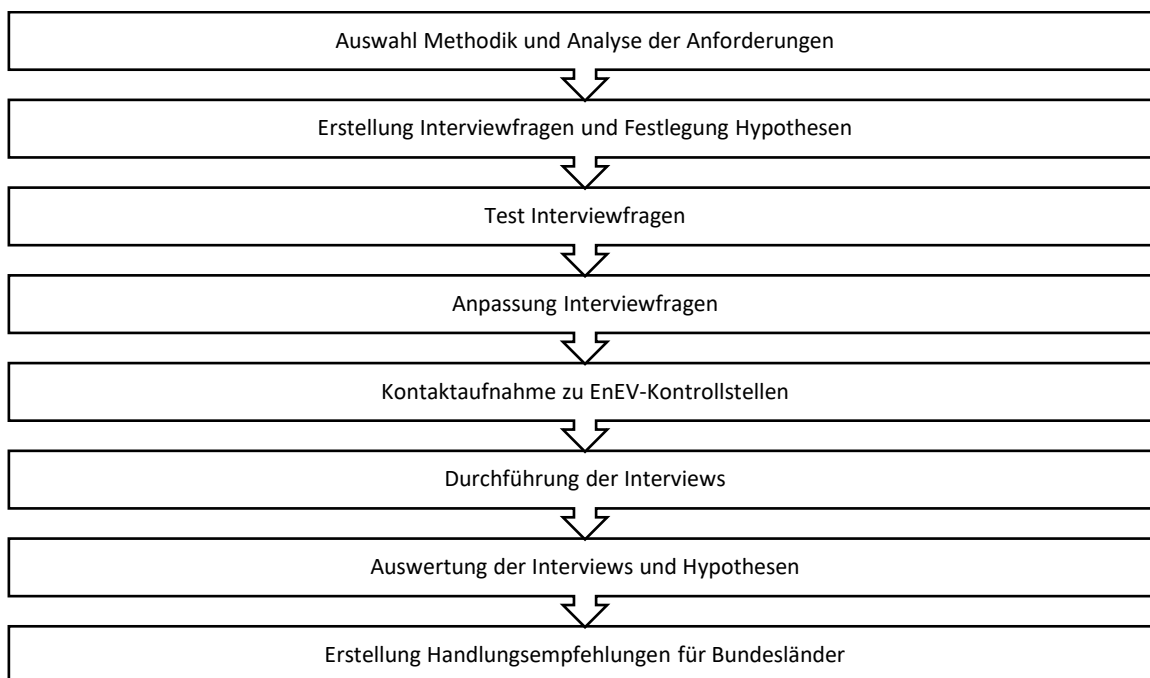 Auswahl Methodik und Analyse der Anforderungen
Erstellung Interviewfragen und Festlegung Hypothesen
Test Interviewfragen
Anpassung Interviewfragen
Kontaktaufnahme zu EnEV-Kontrollstellen
Durchführung der Interviews
Auswertung der Interviews und Hypothesen
Erstellung Handlungsempfehlungen für Bundesländer